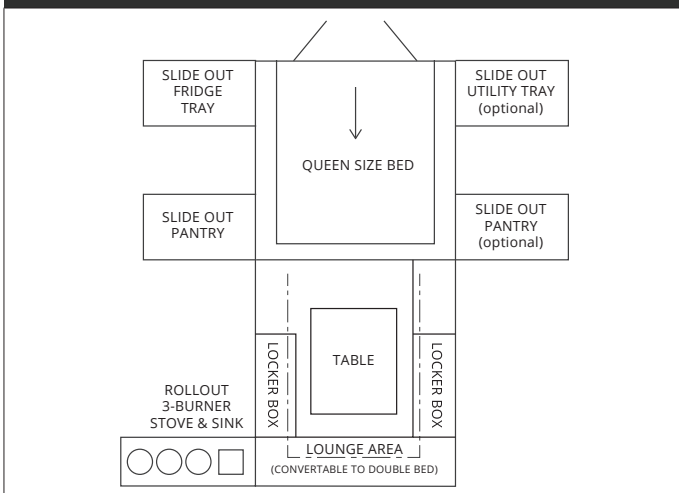 SLIDE OUT
FRIDGE
TRAY
SLIDE OUT
UTILITY TRAY
(optional)
QUEEN SIZE BED
SLIDE OUT
PANTRY
SLIDE OUT
PANTRY
(optional)
LOCKER BOX
TABLE
LOCKER BOX
ROLLOUT
3-BURNER
STOVE & SINK
LOUNGE AREA
(CONVERTABLE TO DOUBLE BED)